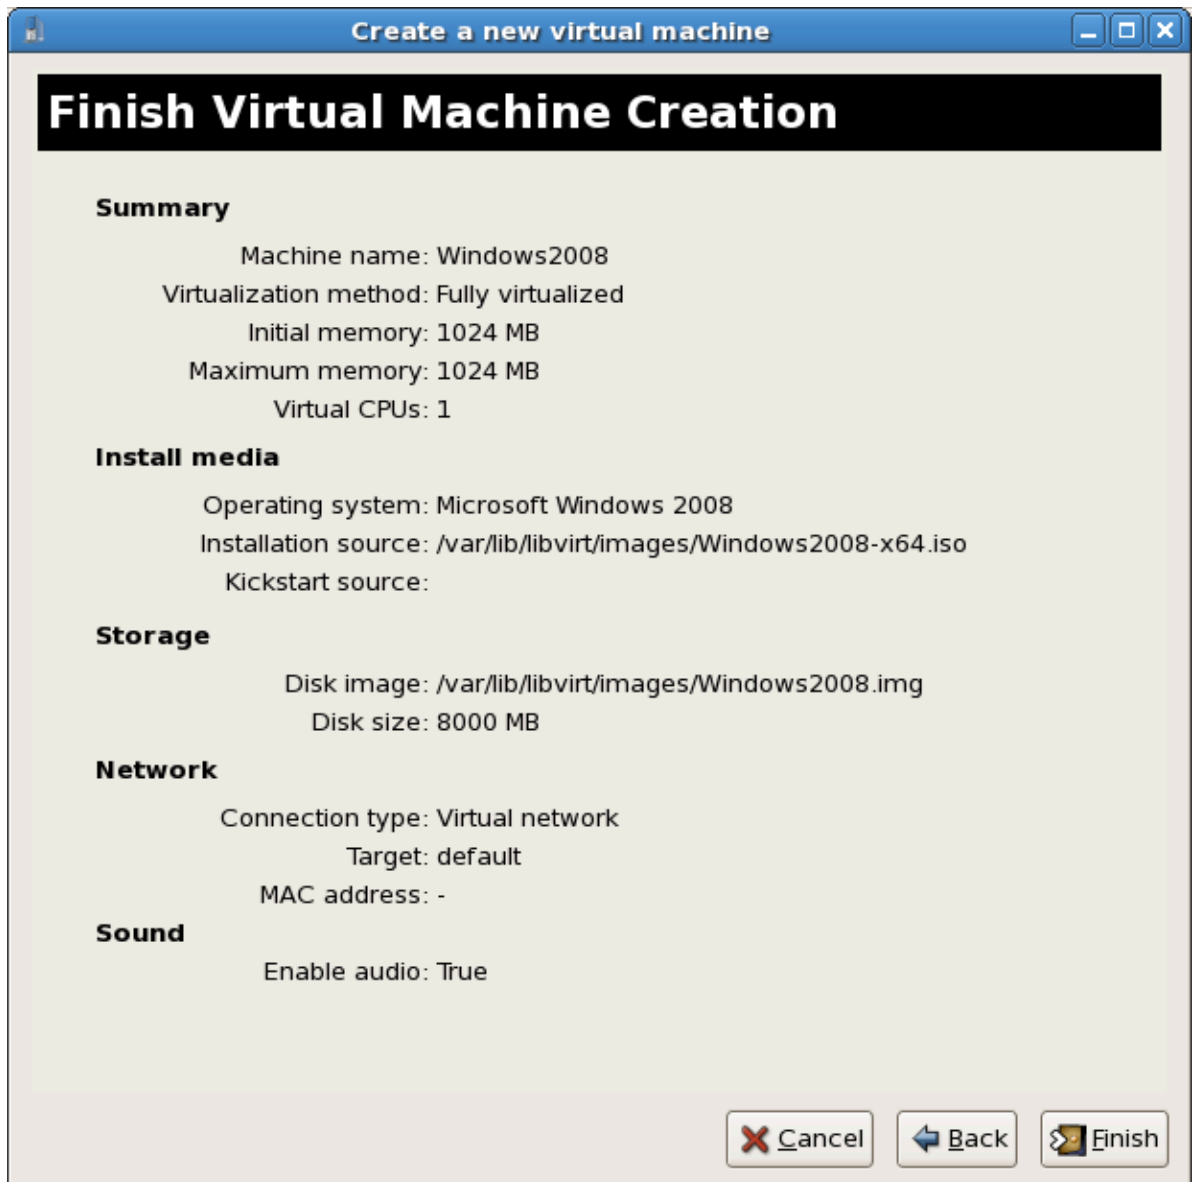 Create a new virtual machine
Finish Virtual Machine Creation
Summary
Machine name: Windows2008
Virtualization method: Fully virtualized
Initial memory: 1024 MB
Maximum memory: 1024 MB
Virtual CPUs: 1
Install media
Operating system: Microsoft Windows 2008
Installation source: /var/lib/libvirt/images/Windows2008-x64.iso
Kickstart source:
Storage
Disk image: /var/lib/libvirt/images/Windows2008.img
Disk size: 8000 MB
Network
Connection type: Virtual network
Target: default
MAC address: -
Sound
Enable audio: True
Cancel Back Finish